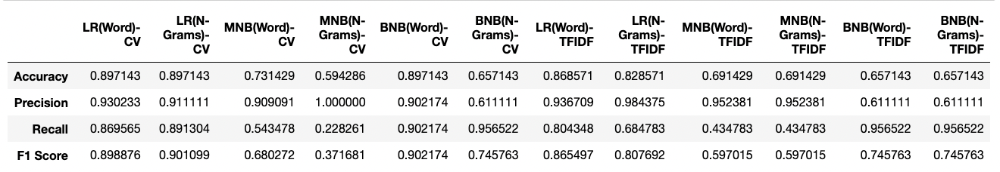 LR(Word)-CV LR(N-Grams)-CV MNB(Word)-CV MNB(N-Grams)-CV BNB(Word)-CV BNB(N-Grams)-CV LR(Word)-TFIDF LR(N-Grams)-TFIDF MNB(Word)-TFIDF MNB(N-Grams)-TFIDF BNB(Word)-TFIDF BNB(N-Grams)-TFIDF
Accuracy 0.897143 0.897143 0.731429 0.594286 0.897143 0.657143 0.868571 0.828571 0.691429 0.691429 0.657143 0.657143
Precision 0.930233 0.911111 0.909091 1.000000 0.902174 0.611111 0.936709 0.984375 0.952381 0.952381 0.611111 0.611111
Recall 0.869565 0.891304 0.543478 0.228261 0.902174 0.956522 0.804348 0.684783 0.434783 0.434783 0.956522 0.956522
F1 Score 0.898876 0.901099 0.680272 0.371681 0.902174 0.745763 0.865497 0.807692 0.597015 0.597015 0.745763 0.745763